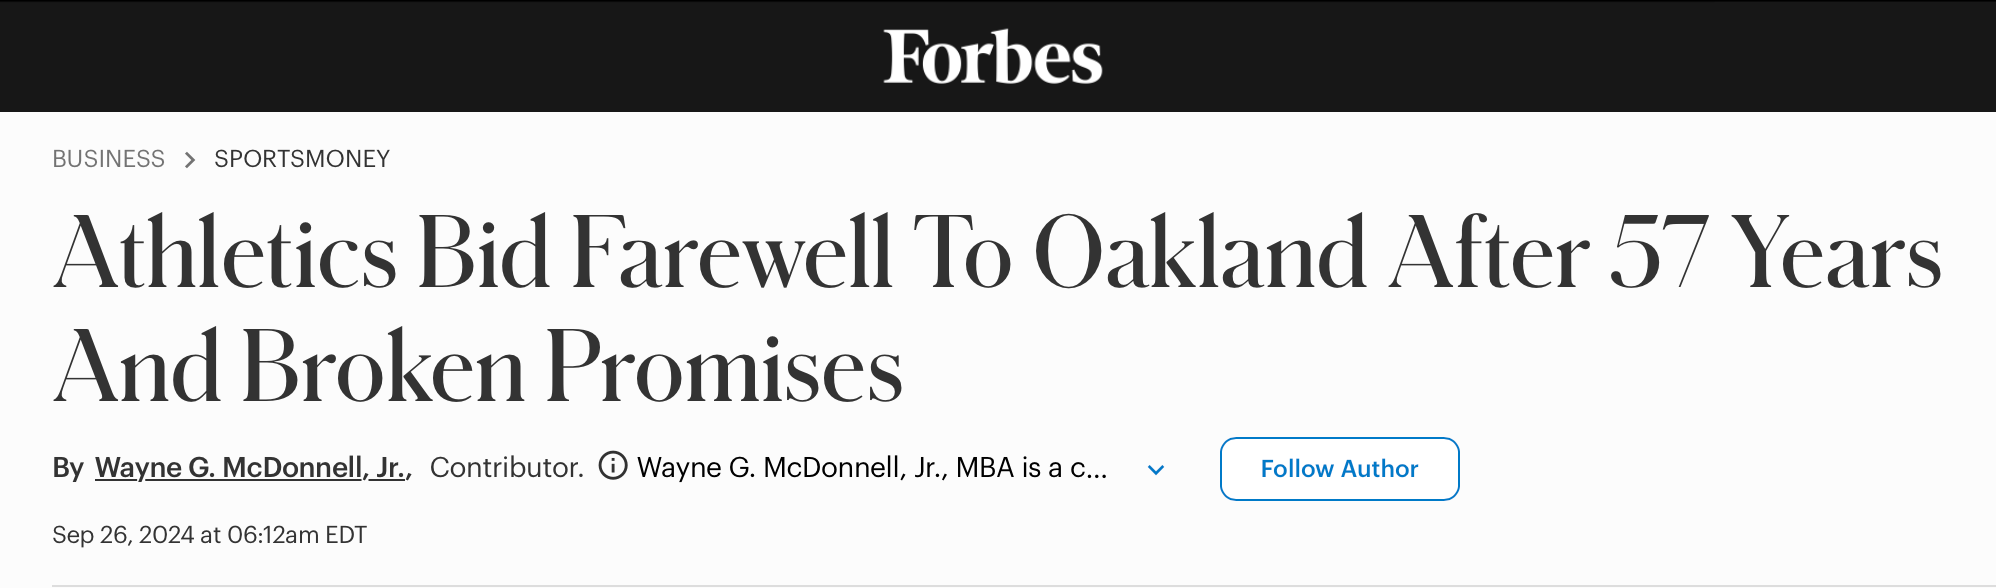 Forbes
BUSINESS > SPORTSMONEY
Athletics Bid Farewell To Oakland After 57 Years
And Broken Promises
By Wayne G. McDonnell, Jr., Contributor. Wayne G. McDonnell, Jr., MBA is a c... Follow Author
Sep 26, 2024 at 06:12am EDT